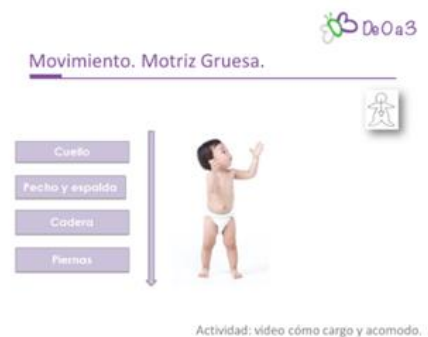 De0a3
Movimiento. Motriz Gruesa.
Cuello
Pecho y espalda
Cadera
Piernas
Actividad: video cómo cargo y acomodo.